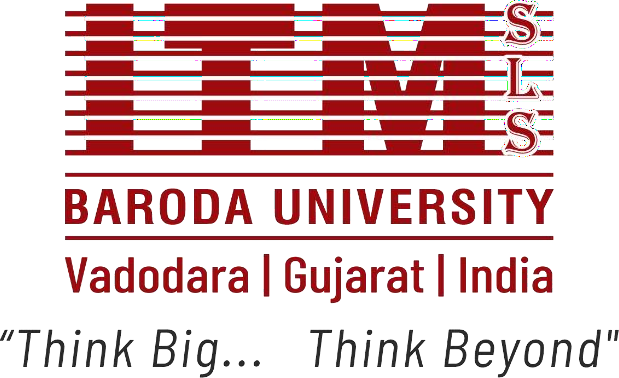 ITM SLS
BARODA UNIVERSITY
Vadodara | Gujarat | India
“Think Big... Think Beyond"